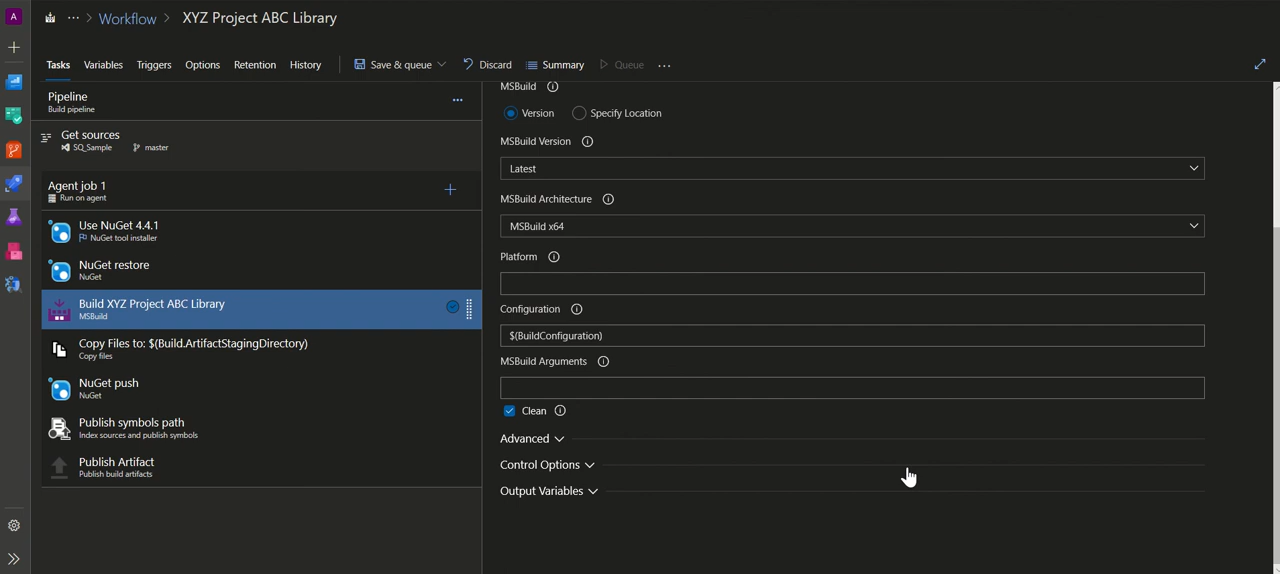 A
... > Workflow > XYZ Project ABC Library
Tasks Variables Triggers Options Retention History Save & queue Discard Summary Queue ...
Pipeline
Build pipeline
...
Get sources
SQ_Sample master
Agent job 1
Run on agent
Use NuGet 4.4.1
NuGet tool installer
NuGet restore
NuGet
Build XYZ Project ABC Library
MSBuild
Copy Files to: $(Build.ArtifactStagingDirectory)
Copy files
NuGet push
NuGet
Publish symbols path
Index sources and publish symbols
Publish Artifact
Publish build artifacts
MSBuild
Version Specify Location
MSBuild Version
Latest
MSBuild Architecture
MSBuild x64
Platform
Configuration
$(BuildConfiguration)
MSBuild Arguments
Clean
Advanced
Control Options
Output Variables